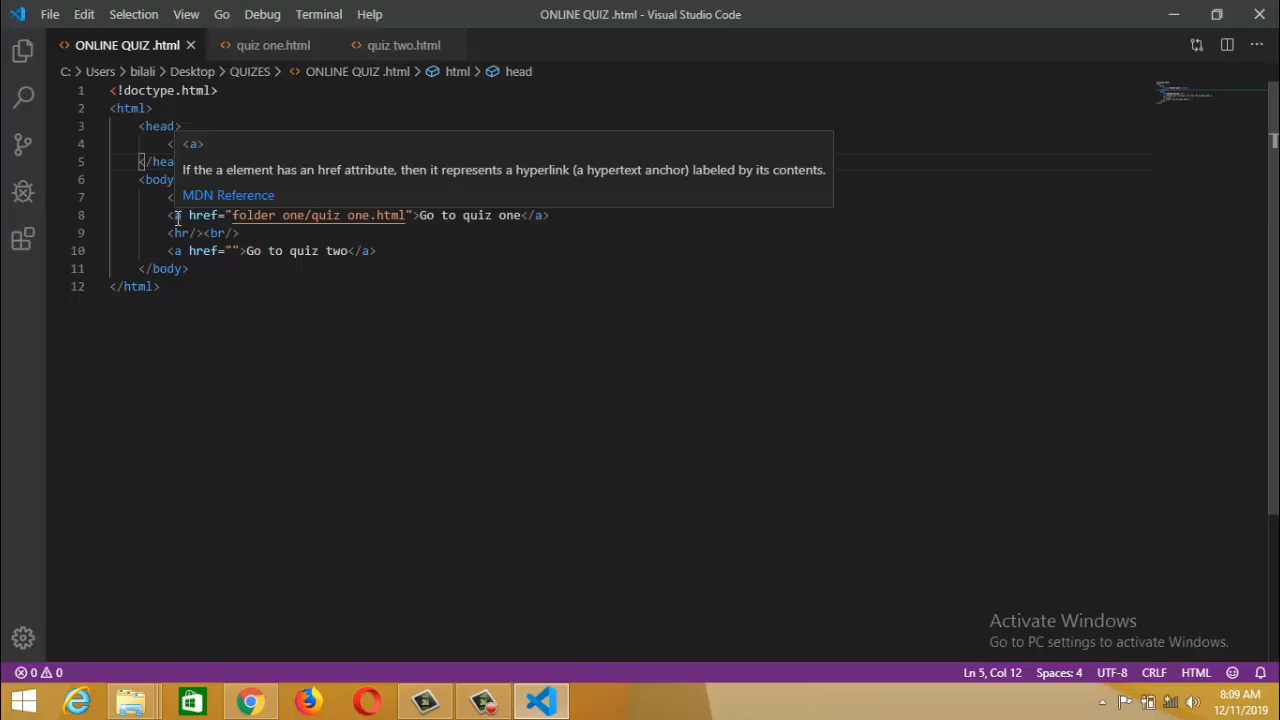 File Edit Selection View Go Debug Terminal Help ONLINE QUIZ .html - Visual Studio Code
ONLINE QUIZ .html quiz one.html quiz two.html
C: > Users > bilali > Desktop > QUIZES > ONLINE QUIZ .html > html > head
1 <!doctype.html>
2 <html>
3 <head>
4 <
5 </hea
6 <body
7 <
<a>
If the a element has an href attribute, then it represents a hyperlink (a hypertext anchor) labeled by its contents.
MDN Reference
8 <a href="folder one/quiz one.html">Go to quiz one</a>
9 <hr/><br/>
10 <a href="">Go to quiz two</a>
11 </body>
12 </html>
Activate Windows
Go to PC settings to activate Windows.
0 0 Ln 5, Col 12 Spaces: 4 UTF-8 CRLF HTML
8:09 AM
12/11/2019